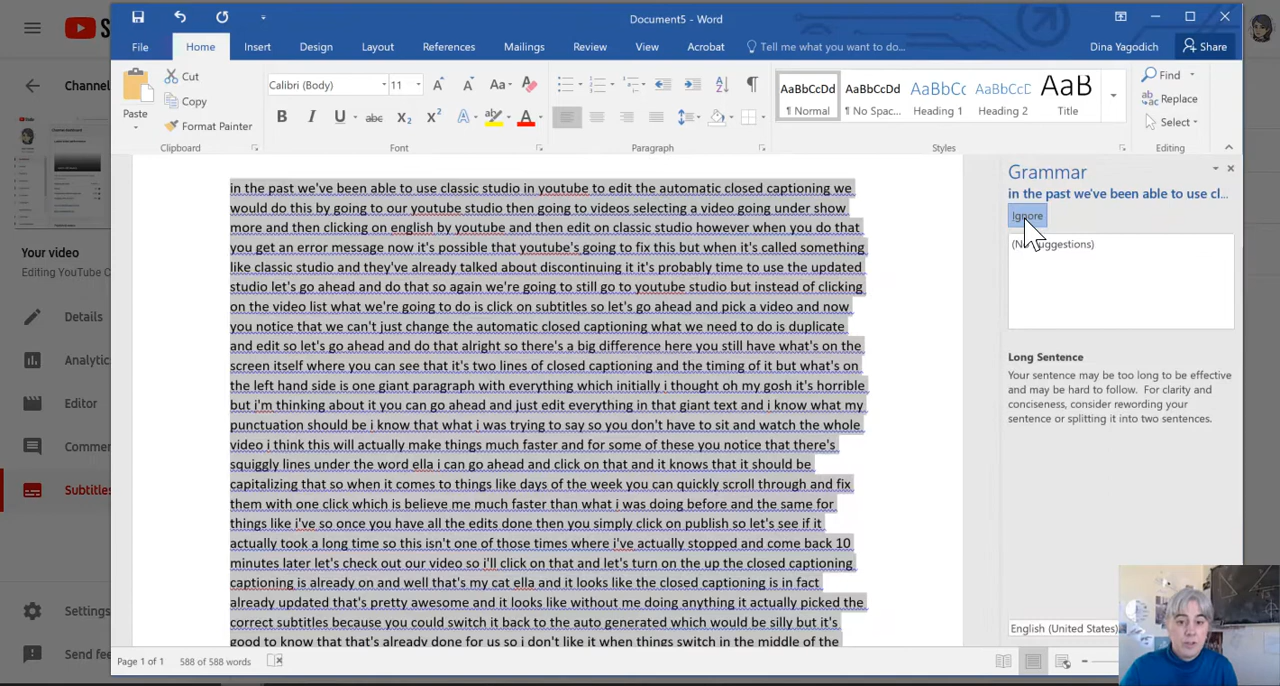 Document5 - Word
File Home Insert Design Layout References Mailings Review View Acrobat Tell me what you want to do... Dina Yagodich Share
Paste
Cut
Copy
Format Painter
Calibri (Body) 11
AaBbCcDd
¶ Normal
AaBbCcDd
¶ No Spac...
AaBbC
Heading 1
AaBbCcC
Heading 2
AaB
Title
Find
Replace
Select
Clipboard Font Paragraph Styles Editing
S
Channel
Your video
Editing YouTube C
Details
Analytic
Editor
Comme
Subtitles
Settings
Send fee
in the past we've been able to use classic studio in youtube to edit the automatic closed captioning we
would do this by going to our youtube studio then going to videos selecting a video going under show
more and then clicking on english by youtube and then edit on classic studio however when you do that
you get an error message now it's possible that youtube's going to fix this but when it's called something
like classic studio and they've already talked about discontinuing it it's probably time to use the updated
studio let's go ahead and do that so again we're going to still go to youtube studio but instead of clicking
on the video list what we're going to do is click on subtitles so let's go ahead and pick a video and now
you notice that we can't just change the automatic closed captioning what we need to do is duplicate
and edit so let's go ahead and do that alright so there's a big difference here you still have what's on the
screen itself where you can see that it's two lines of closed captioning and the timing of it but what's on
the left hand side is one giant paragraph with everything which initially i thought oh my gosh it's horrible
but i'm thinking about it you can go ahead and just edit everything in that giant text and i know what my
punctuation should be i know that what i was trying to say so you don't have to sit and watch the whole
video i think this will actually make things much faster and for some of these you notice that there's
squiggly lines under the word ella i can go ahead and click on that and it knows that it should be
capitalizing that so when it comes to things like days of the week you can quickly scroll through and fix
them with one click which is believe me much faster than what i was doing before and the same for
things like i've so once you have all the edits done then you simply click on publish so let's see if it
actually took a long time so this isn't one of those times where i've actually stopped and come back 10
minutes later let's check out our video so i'll click on that and let's turn on the up the closed captioning
captioning is already on and well that's my cat ella and it looks like the closed captioning is in fact
already updated that's pretty awesome and it looks like without me doing anything it actually picked the
correct subtitles because you could switch it back to the auto generated which would be silly but it's
good to know that that's already done for us so i don't like it when things switch in the middle of the
Grammar
in the past we've been able to use cl...
Ignore
(No suggestions)
Long Sentence
Your sentence may be too long to be effective
and may be hard to follow. For clarity and
conciseness, consider rewording your
sentence or splitting it into two sentences.
English (United States)
Page 1 of 1 588 of 588 words